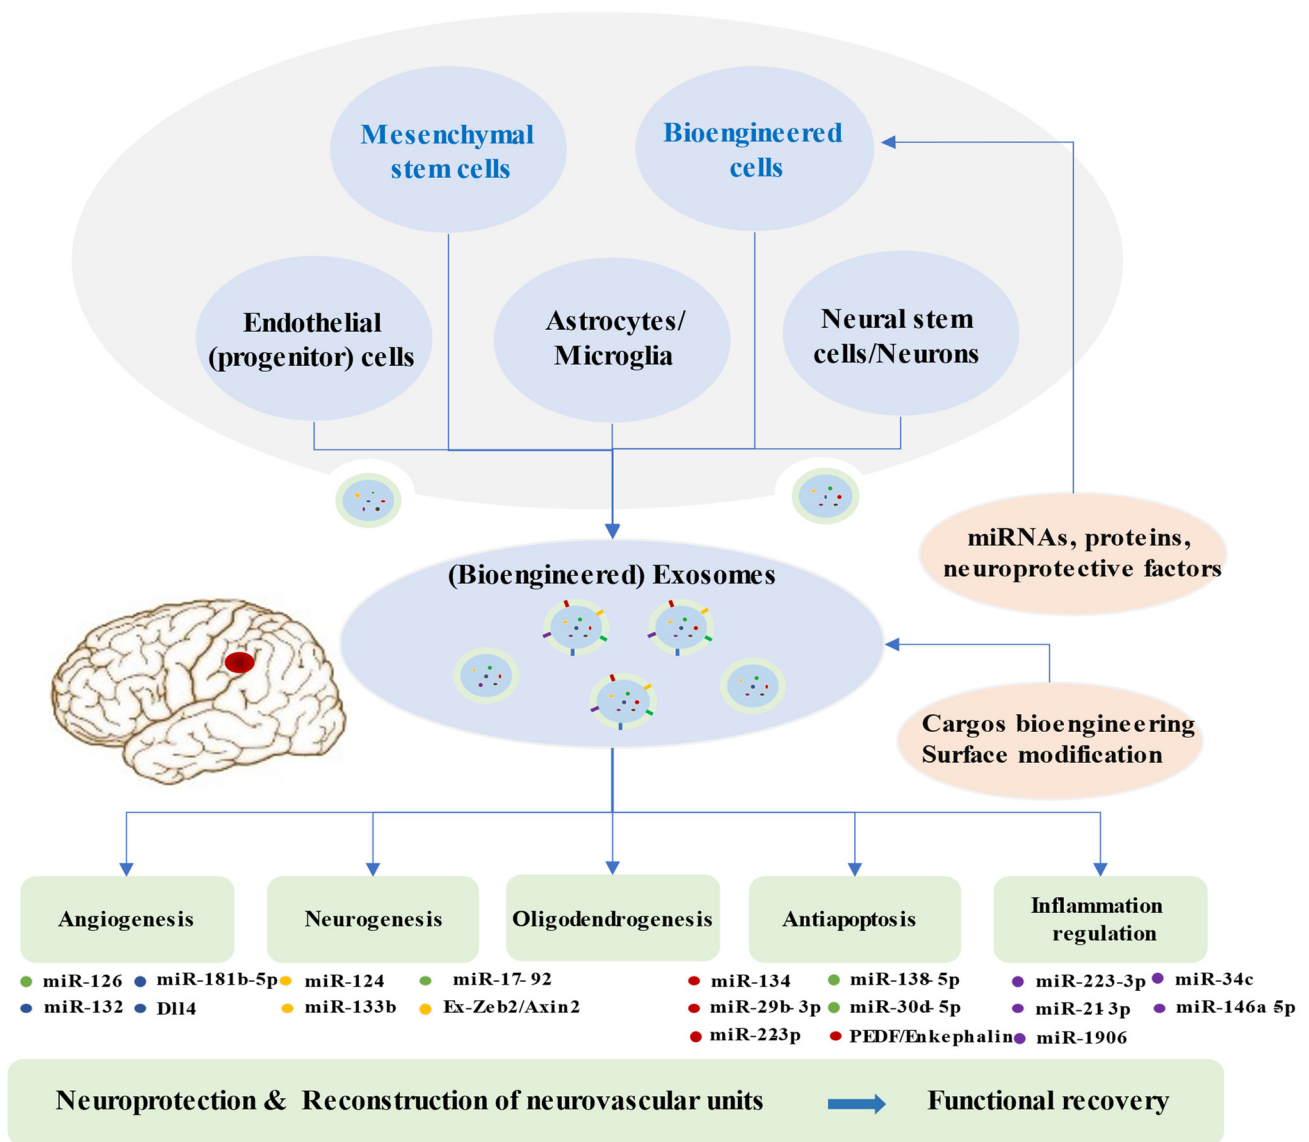 Mesenchymal
stem cells
Bioengineered
cells
Endothelial
(progenitor) cells
Astrocytes/
Microglia
Neural stem
cells/Neurons
miRNAs, proteins,
neuroprotective factors
(Bioengineered) Exosomes
Cargos bioengineering
Surface modification
Angiogenesis
Neurogenesis
Oligodendrogenesis
Antiapoptosis
Inflammation
regulation
miR-126
miR-181b-5p
miR-132
Dll4
miR-124
miR-17-92
miR-133b
Ex-Zeb2/Axin2
miR-134
miR-138-5p
miR-29b-3p
miR-30d-5p
miR-223p
PEDF/Enkephalin
miR-223-3p
miR-34c
miR-21-3p
miR-146a-5p
miR-1906
Neuroprotection & Reconstruction of neurovascular units
Functional recovery